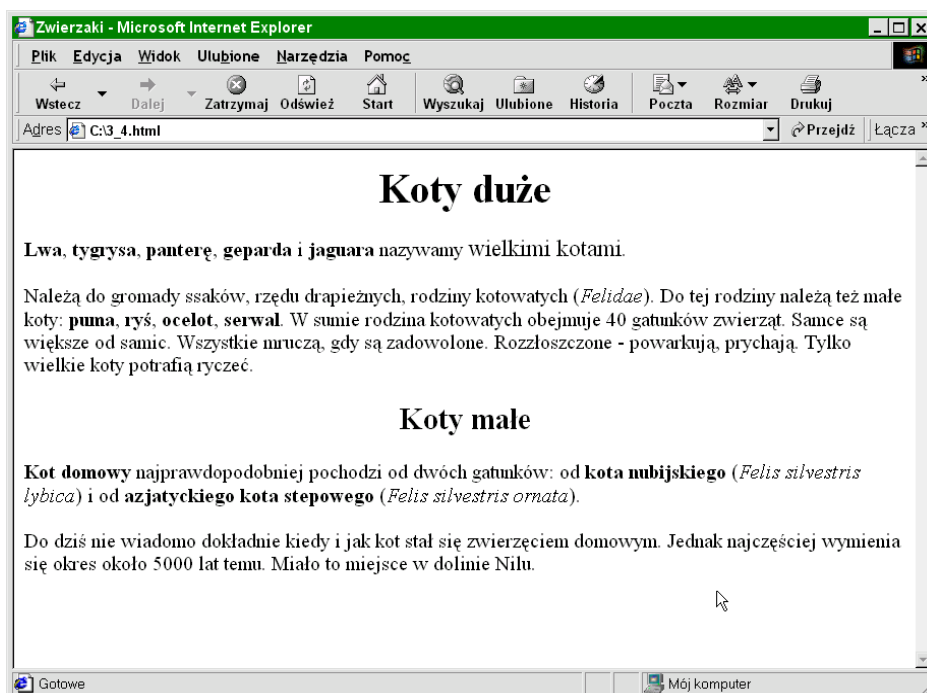 Zwierzaki - Microsoft Internet Explorer
Plik Edycja Widok Ulubione Narzędzia Pomoc
Wstecz Dalej Zatrzymaj Odśwież Start Wyszukaj Ulubione Historia Poczta Rozmiar Drukuj »
Adres C:\3_4.html Przejdź Łącza »
Koty duże
Lwa, tygrysa, panterę, geparda i jaguara nazywamy wielkimi kotami.
Należą do gromady ssaków, rzędu drapieżnych, rodziny kotowatych (Felidae). Do tej rodziny należą też małe
koty: puma, ryś, ocelot, serwal. W sumie rodzina kotowatych obejmuje 40 gatunków zwierząt. Samce są
większe od samic. Wszystkie mruczą, gdy są zadowolone. Rozzłoszczone - powarkują, prychają. Tylko
wielkie koty potrafią ryczeć.
Koty małe
Kot domowy najprawdopodobniej pochodzi od dwóch gatunków: od kota nubijskiego (Felis silvestris
lybica) i od azjatyckiego kota stepowego (Felis silvestris ornata).
Do dziś nie wiadomo dokładnie kiedy i jak kot stał się zwierzęciem domowym. Jednak najczęściej wymienia
się okres około 5000 lat temu. Miało to miejsce w dolinie Nilu.
Gotowe Mój komputer